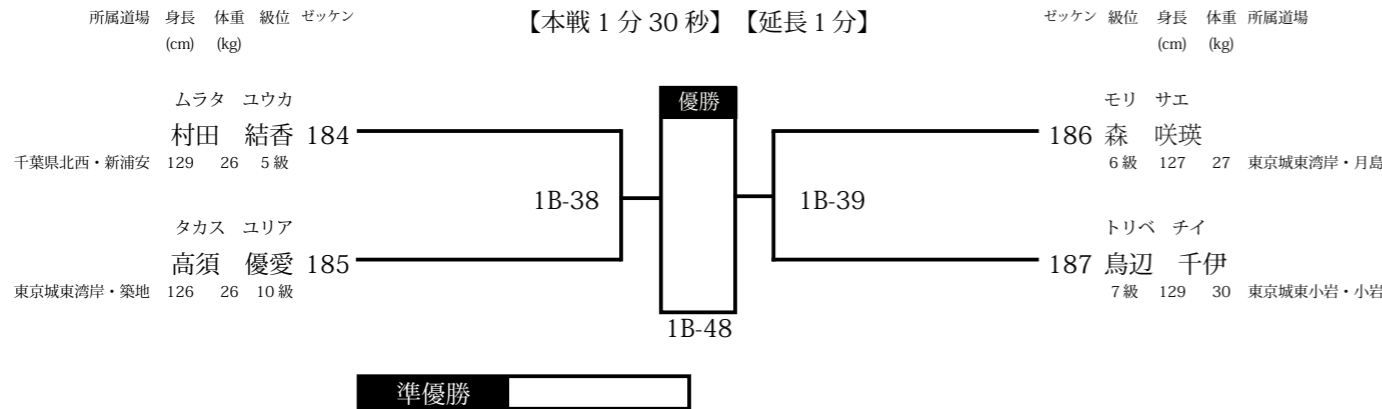 所属道場 身長 体重 級位 ゼッケン 【本戦 1 分 30 秒】【延長 1 分】 ゼッケン 級位 身長 体重 所属道場
(cm) (kg) (cm) (kg)
ムラタ ユウカ 優勝 モリ サエ
村田 結香 184 186 森 咲瑛
千葉県北西・新浦安 129 26 5 級 6 級 127 27 東京城東湾岸・月島
1B-38 1B-39
タカス ユリア トリベ チイ
高須 優愛 185 187 鳥辺 千伊
東京城東湾岸・築地 126 26 10 級 7 級 129 30 東京城東小岩・小岩
1B-48
準優勝